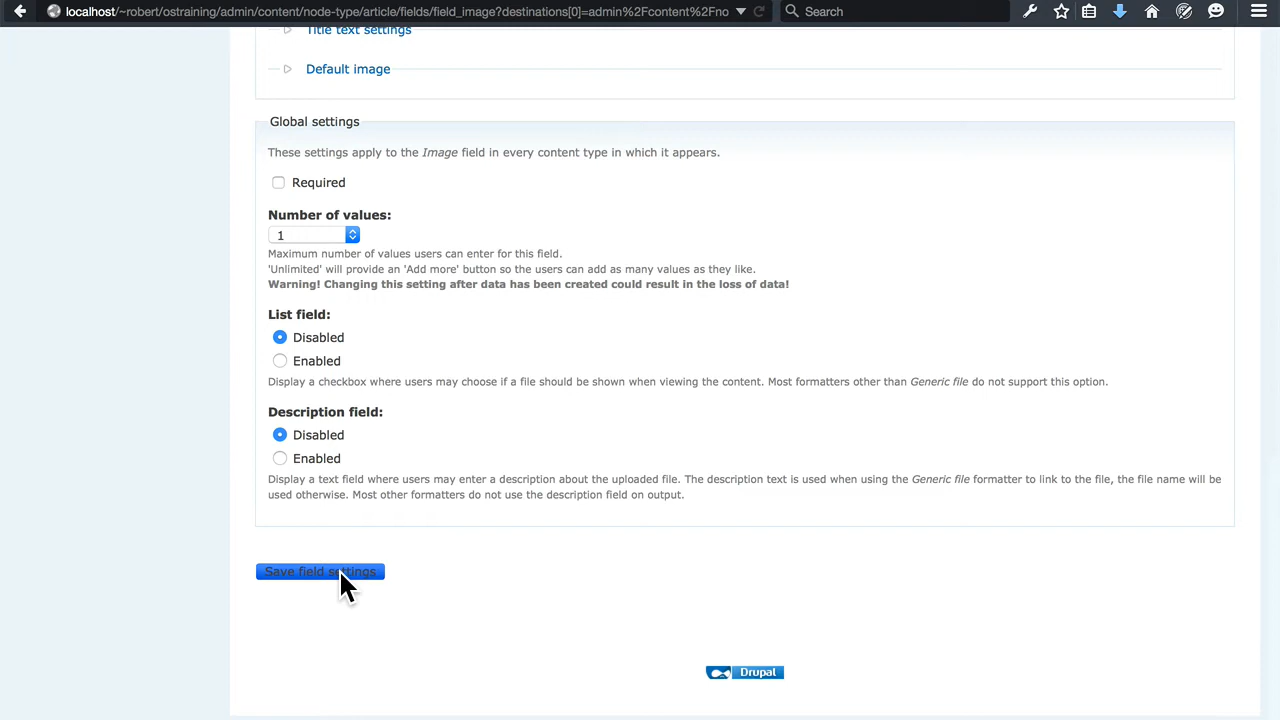 localhost/~robert/ostraining/admin/content/node-type/article/fields/field_image?destinations[0]=admin%2Fcontent%2Fno
Search
Title text settings
Default image
Global settings
These settings apply to the Image field in every content type in which it appears.
Required
Number of values:
1
Maximum number of values users can enter for this field.
'Unlimited' will provide an 'Add more' button so the users can add as many values as they like.
Warning! Changing this setting after data has been created could result in the loss of data!
List field:
Disabled
Enabled
Display a checkbox where users may choose if a file should be shown when viewing the content. Most formatters other than Generic file do not support this option.
Description field:
Disabled
Enabled
Display a text field where users may enter a description about the uploaded file. The description text is used when using the Generic file formatter to link to the file, the file name will be
used otherwise. Most other formatters do not use the description field on output.
Save field settings
Drupal